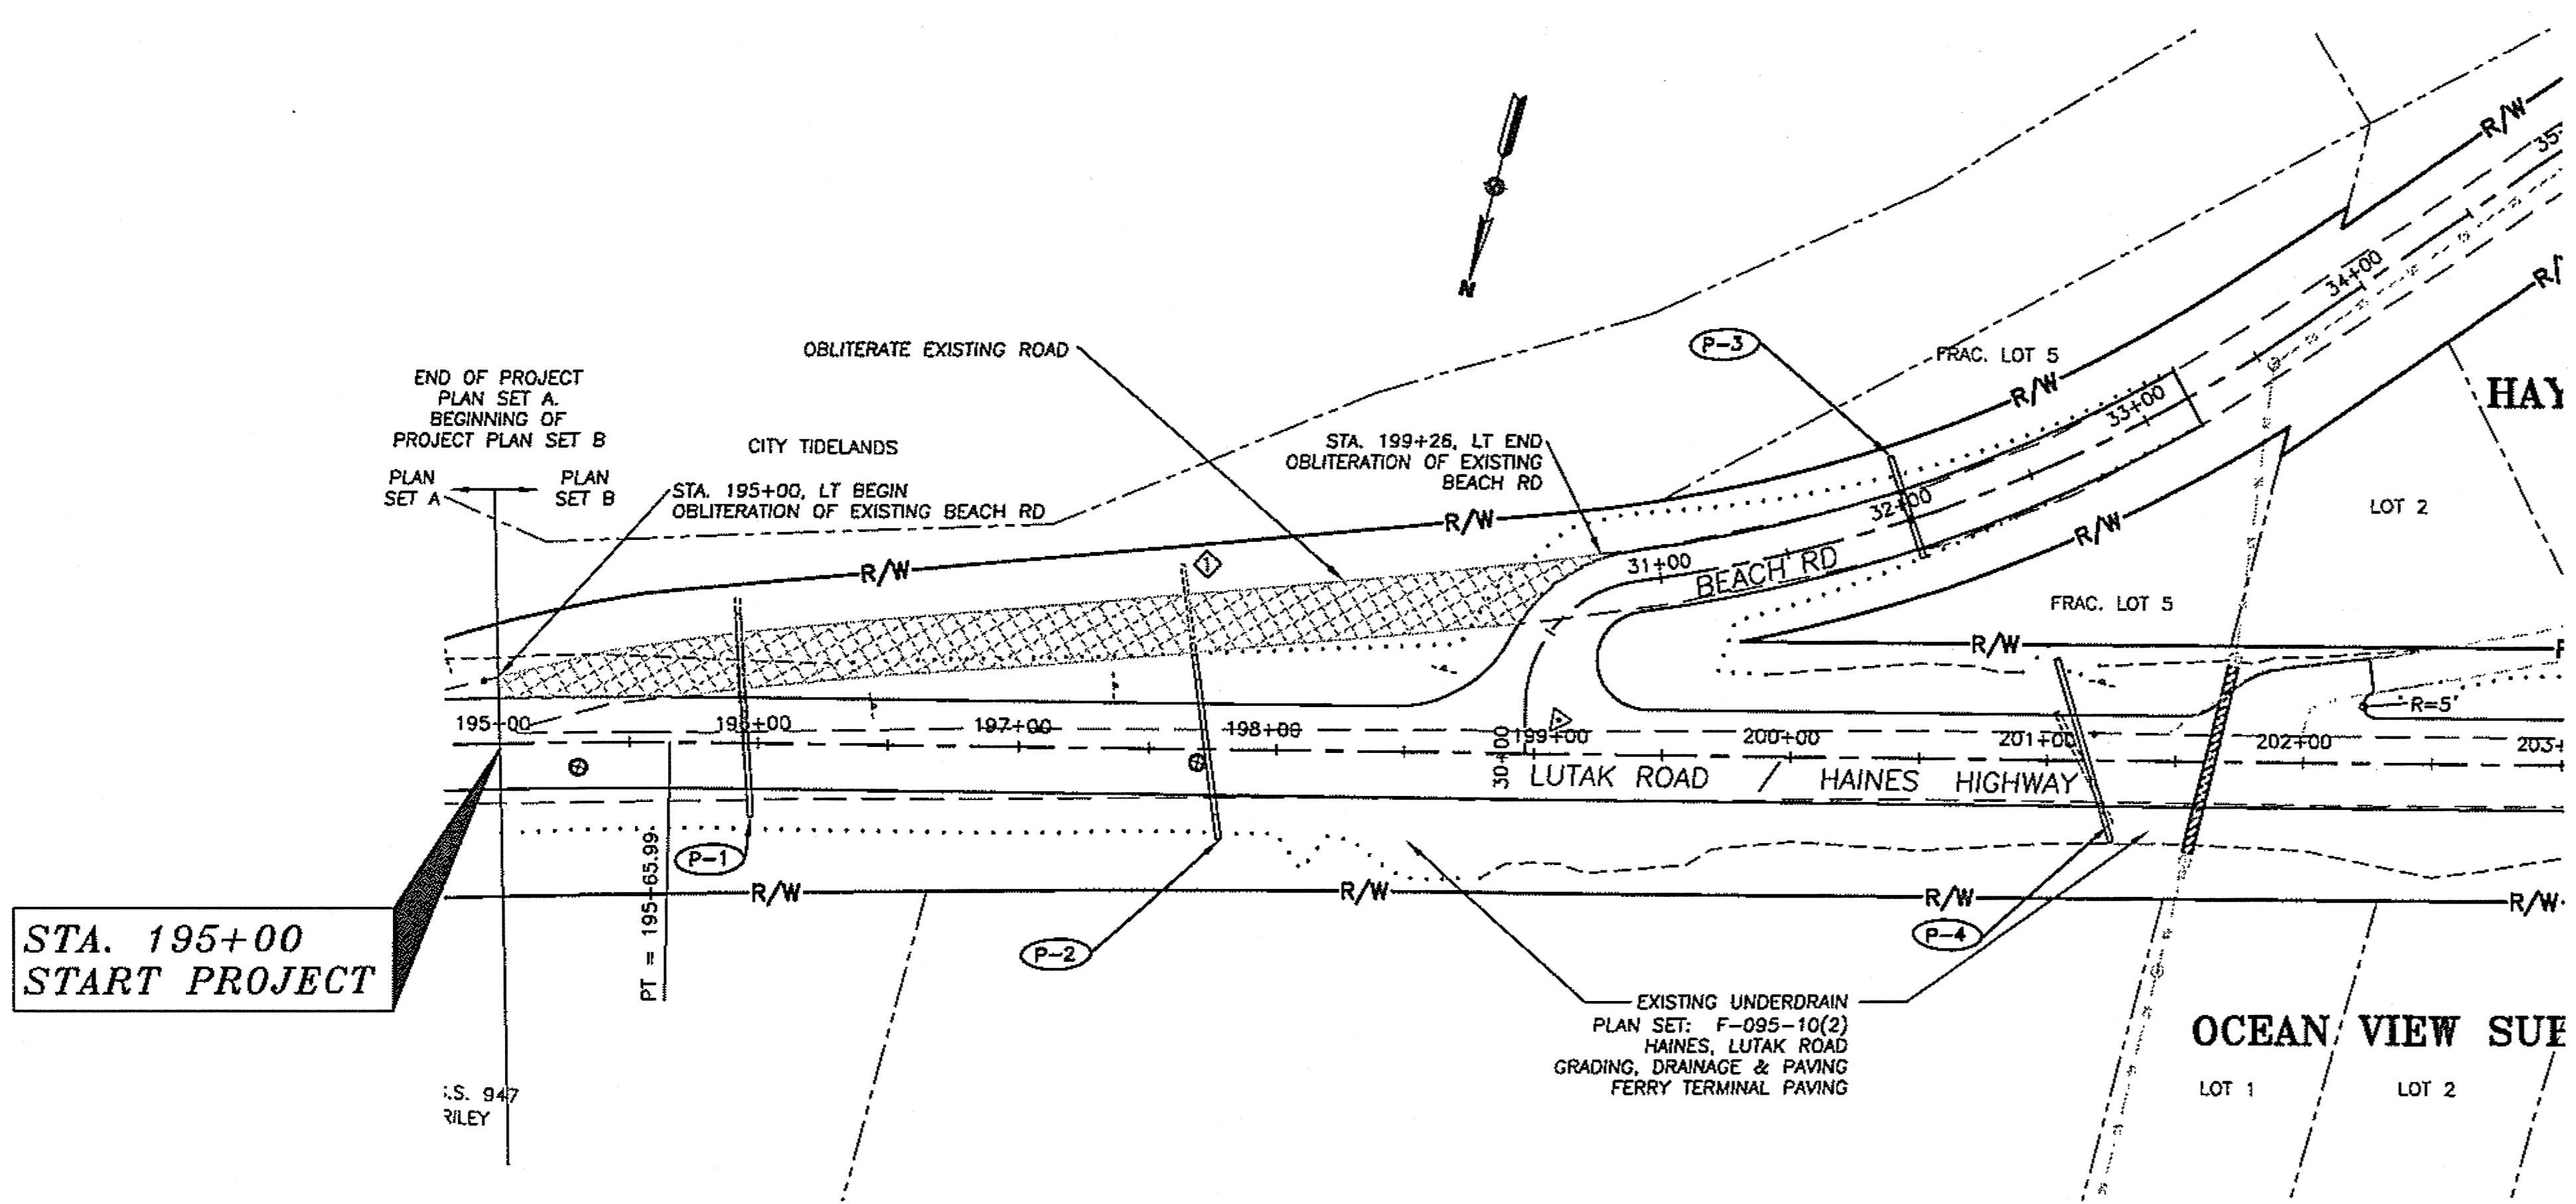 N
OBLITERATE EXISTING ROAD
END OF PROJECT
PLAN SET A.
BEGINNING OF
PROJECT PLAN SET B
PLAN
SET A
PLAN
SET B
CITY TIDELANDS
STA. 195+00, LT BEGIN
OBLITERATION OF EXISTING BEACH RD
STA. 199+26, LT END
OBLITERATION OF EXISTING
BEACH RD
P-3
FRAC. LOT 5
R/W
R/W
R/W
R/W
R/W
34+00
33+00
32+00
31+00
BEACH RD
HAY
LOT 2
FRAC. LOT 5
R/W
1
R=5'
195+00
196+00
197+00
198+00
199+00
200+00
201+00
202+00
203+
30+00
LUTAK ROAD / HAINES HIGHWAY
PT = 195+65.99
P-1
P-2
P-4
R/W
R/W
R/W
R/W
STA. 195+00
START PROJECT
EXISTING UNDERDRAIN
PLAN SET: F-095-10(2)
HAINES, LUTAK ROAD
GRADING, DRAINAGE & PAVING
FERRY TERMINAL PAVING
.S. 947
RILEY
OCEAN VIEW SUB
LOT 1
LOT 2